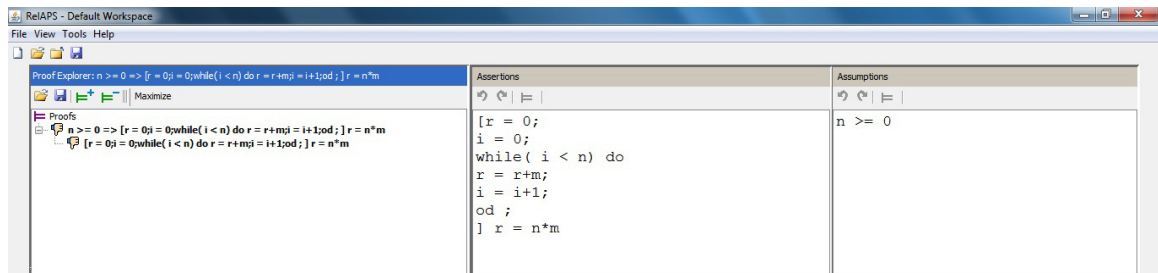 RelAPS - Default Workspace
File View Tools Help
Proof Explorer: n >= 0 => [r = 0;i = 0;while( i < n) do r = r+m;i = i+1;od ; ] r = n*m
Maximize
Proofs
n >= 0 => [r = 0;i = 0;while( i < n) do r = r+m;i = i+1;od ; ] r = n*m
[r = 0;i = 0;while( i < n) do r = r+m;i = i+1;od ; ] r = n*m
Assertions
[r = 0;
i = 0;
while( i < n) do
r = r+m;
i = i+1;
od ;
] r = n*m
Assumptions
n >= 0